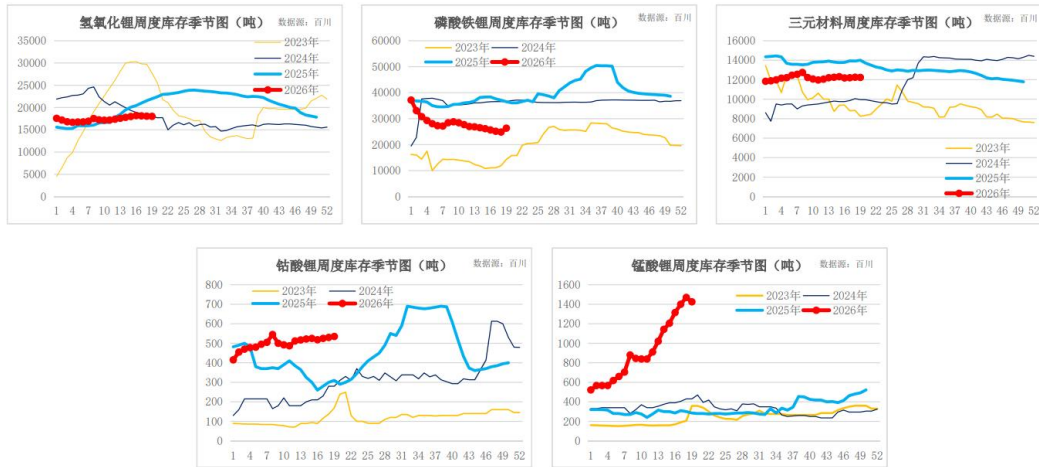 氢氧化锂周度库存季节图（吨） 数据源：百川
2023年
2024年
2025年
2026年
35000
30000
25000
20000
15000
10000
5000
0
1 4 7 10 13 16 19 22 25 28 31 34 37 40 43 46 49 52
磷酸铁锂周度库存季节图（吨） 数据源：百川
2023年 2024年
2025年 2026年
60000
50000
40000
30000
20000
10000
0
1 4 7 10 13 16 19 22 25 28 31 34 37 40 43 46 49 52
三元材料周度库存季节图（吨） 数据源：百川
16000
14000
12000
10000
8000
6000
4000
2000
0
2023年
2024年
2025年
2026年
1 4 7 10 13 16 19 22 25 28 31 34 37 40 43 46 49 52
钴酸锂周度库存季节图（吨） 数据源：百川
2023年 2024年
2025年 2026年
800
700
600
500
400
300
200
100
0
1 4 7 10 13 16 19 22 25 28 31 34 37 40 43 46 49 52
锰酸锂周度库存季节图（吨） 数据源：百川
2023年 2024年
2025年 2026年
1600
1400
1200
1000
800
600
400
200
0
1 4 7 10 13 16 19 22 25 28 31 34 37 40 43 46 49 52